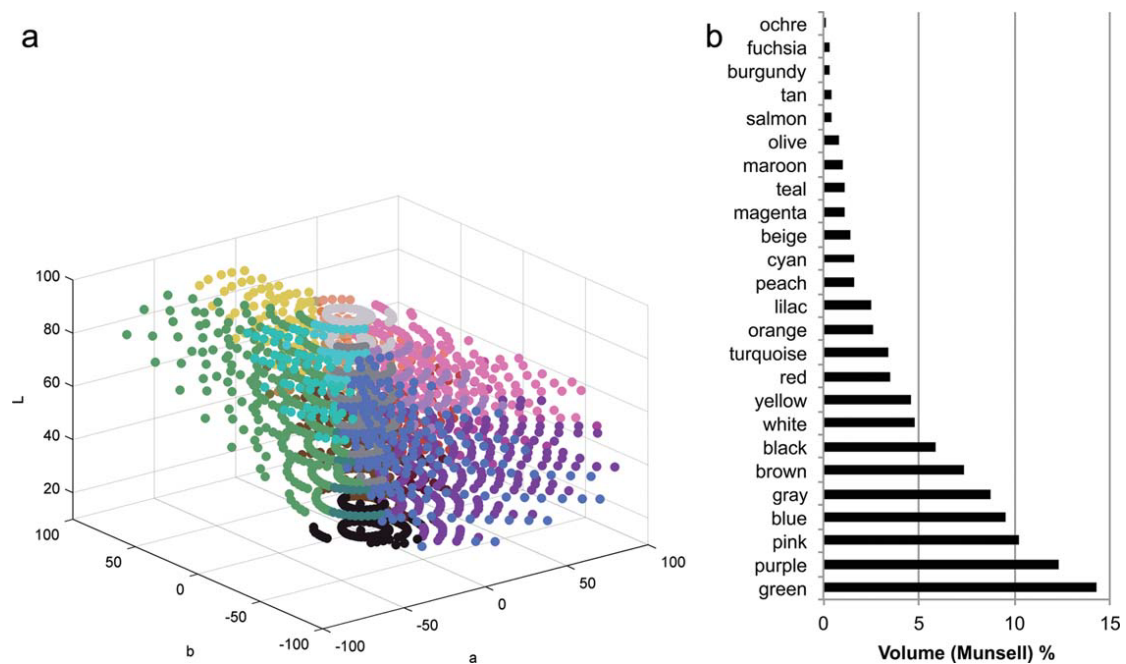 a
100
80
60
40
20
L
100
50
0
-50
-100
b
-100
-50
0
50
100
a
b
ochre
fuchsia
burgundy
tan
salmon
olive
maroon
teal
magenta
beige
cyan
peach
lilac
orange
turquoise
red
yellow
white
black
brown
gray
blue
pink
purple
green
0 5 10 15
Volume (Munsell) %